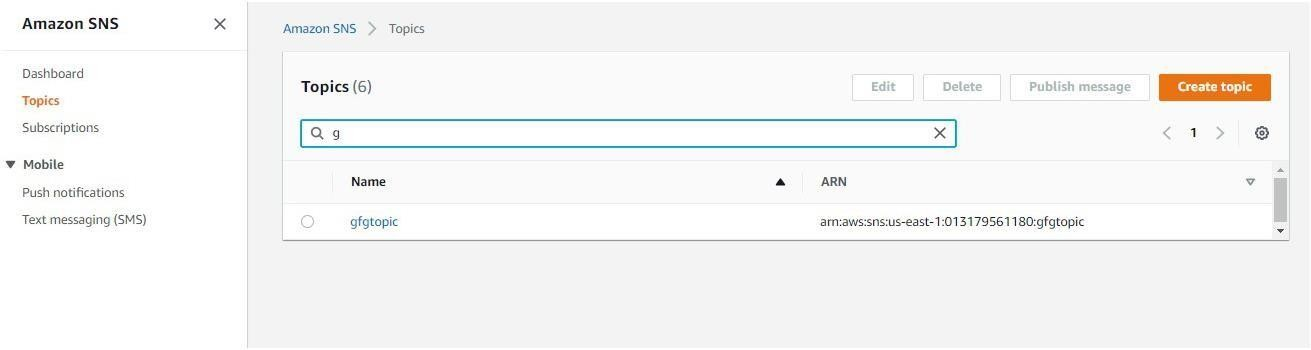 Amazon SNS
Dashboard
Topics
Subscriptions
Mobile
Push notifications
Text messaging (SMS)
Amazon SNS > Topics
Topics (6)
Edit
Delete
Publish message
Create topic
g
1
Name
ARN
gfgtopic
arn:aws:sns:us-east-1:013179561180:gfgtopic